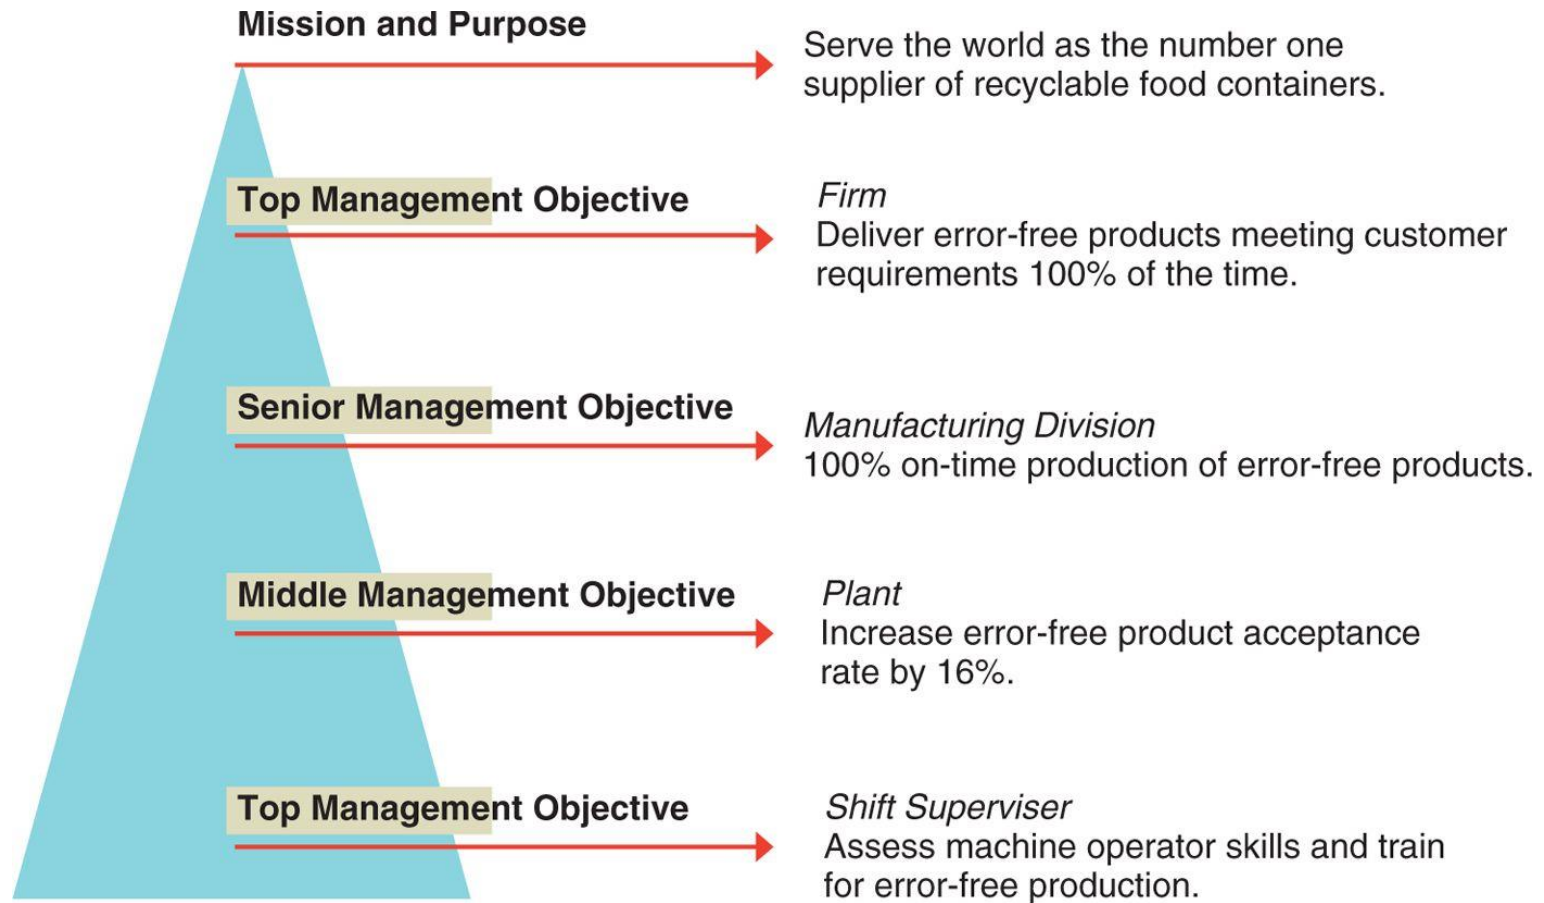 Mission and Purpose
Serve the world as the number one
supplier of recyclable food containers.
Top Management Objective
Firm
Deliver error-free products meeting customer
requirements 100% of the time.
Senior Management Objective
Manufacturing Division
100% on-time production of error-free products.
Middle Management Objective
Plant
Increase error-free product acceptance
rate by 16%.
Top Management Objective
Shift Superviser
Assess machine operator skills and train
for error-free production.